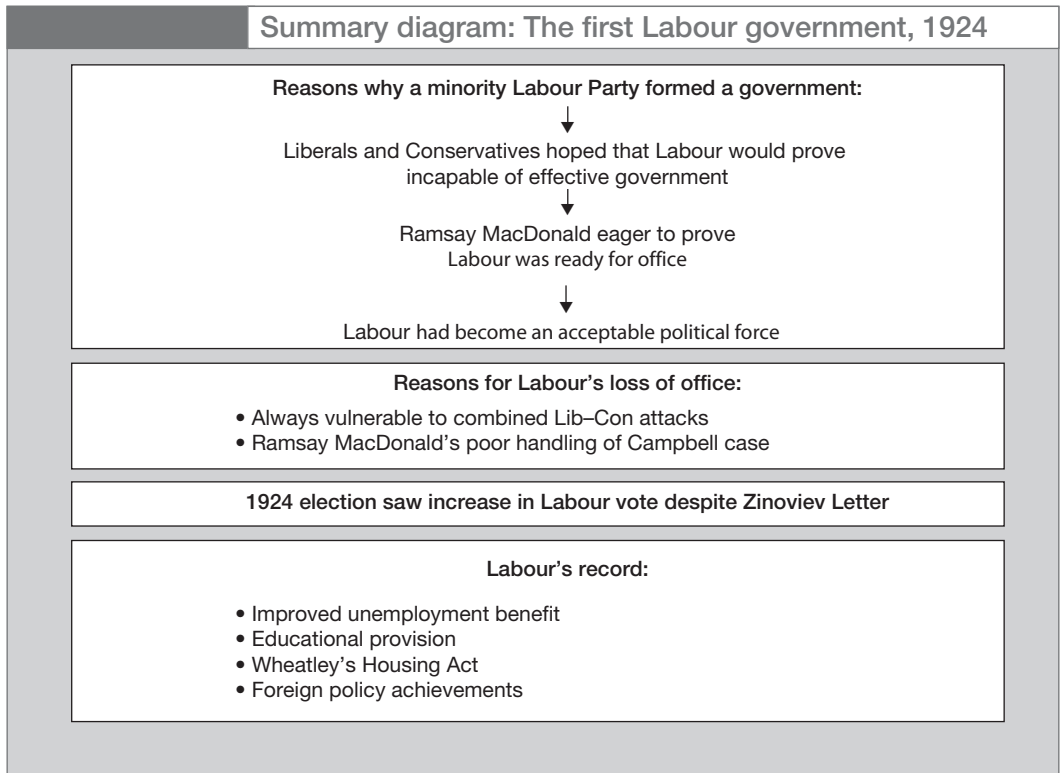 Summary diagram: The first Labour government, 1924
Reasons why a minority Labour Party formed a government:
Liberals and Conservatives hoped that Labour would prove
incapable of effective government
Ramsay MacDonald eager to prove
Labour was ready for office
Labour had become an acceptable political force
Reasons for Labour's loss of office:
• Always vulnerable to combined Lib–Con attacks
• Ramsay MacDonald's poor handling of Campbell case
1924 election saw increase in Labour vote despite Zinoviev Letter
Labour's record:
• Improved unemployment benefit
• Educational provision
• Wheatley's Housing Act
• Foreign policy achievements